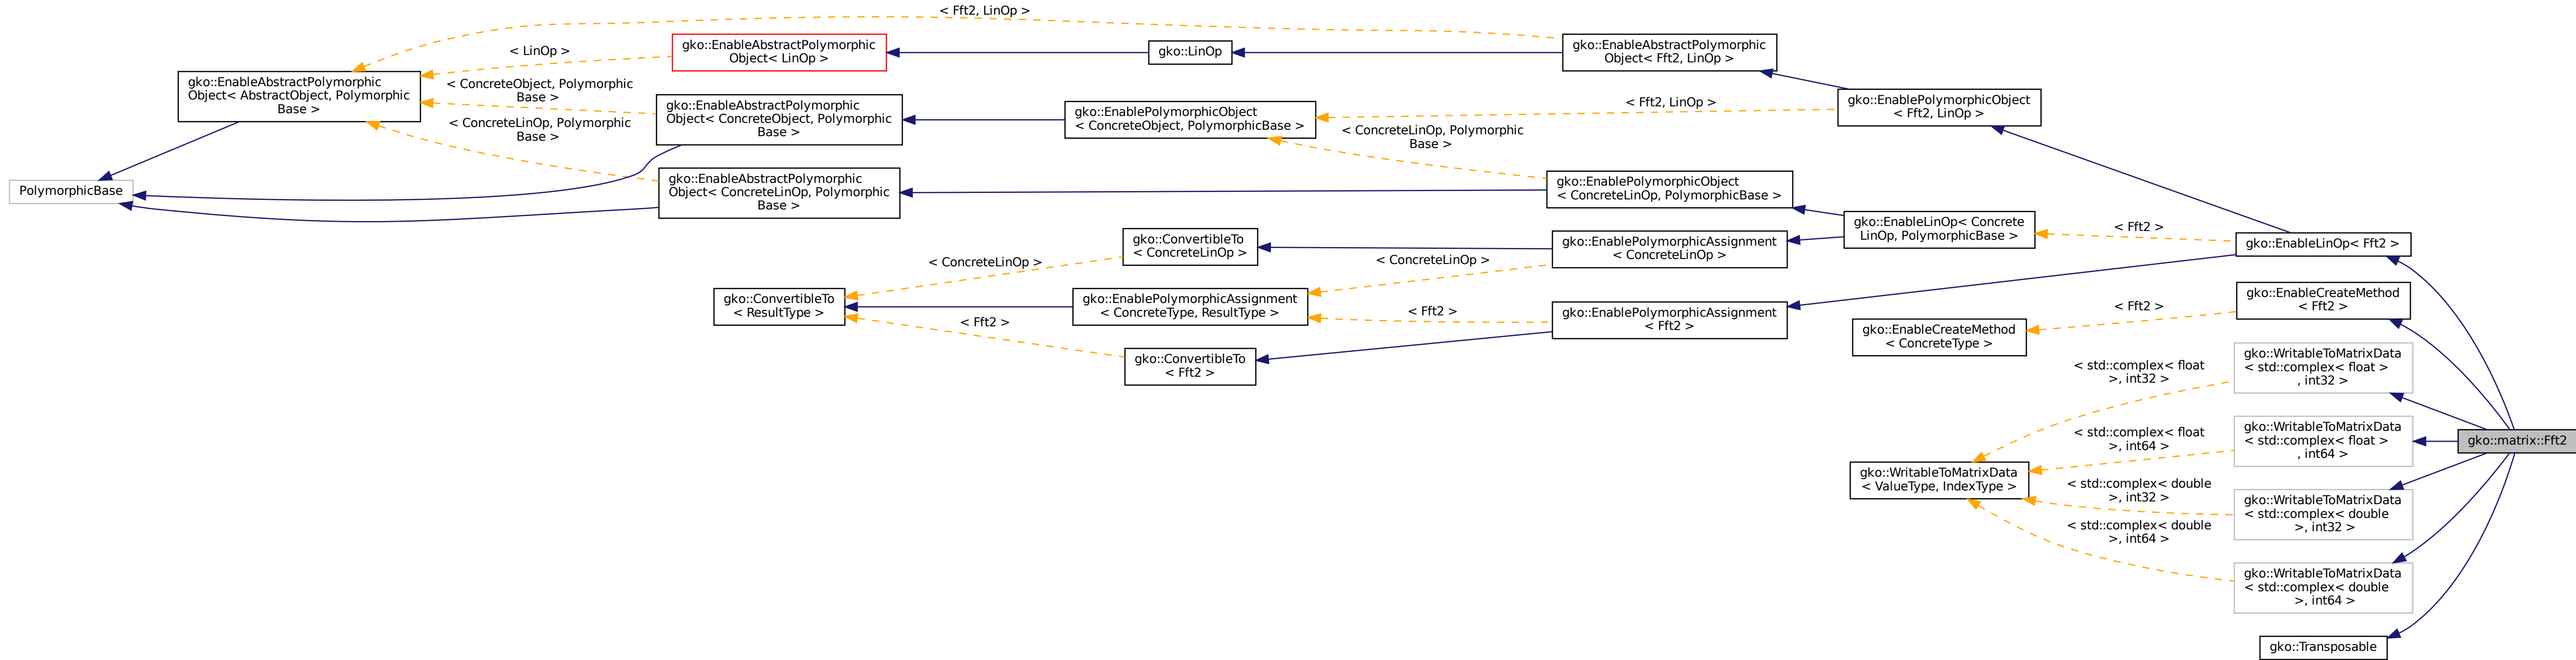 < Fft2, LinOp >
gko::EnableAbstractPolymorphic
Object< LinOp >
gko::LinOp
gko::EnableAbstractPolymorphic
Object< Fft2, LinOp >
< LinOp >
gko::EnableAbstractPolymorphic
Object< AbstractObject, Polymorphic
Base >
< ConcreteObject, Polymorphic
Base >
gko::EnableAbstractPolymorphic
Object< ConcreteObject, Polymorphic
Base >
gko::EnablePolymorphicObject
< ConcreteObject, PolymorphicBase >
< Fft2, LinOp >
gko::EnablePolymorphicObject
< Fft2, LinOp >
< ConcreteLinOp, Polymorphic
Base >
< ConcreteLinOp, Polymorphic
Base >
PolymorphicBase
gko::EnableAbstractPolymorphic
Object< ConcreteLinOp, Polymorphic
Base >
gko::EnablePolymorphicObject
< ConcreteLinOp, PolymorphicBase >
gko::EnableLinOp< Concrete
LinOp, PolymorphicBase >
< Fft2 >
gko::EnableLinOp< Fft2 >
gko::ConvertibleTo
< ConcreteLinOp >
gko::EnablePolymorphicAssignment
< ConcreteLinOp >
< ConcreteLinOp >
< ConcreteLinOp >
gko::ConvertibleTo
< ResultType >
gko::EnablePolymorphicAssignment
< ConcreteType, ResultType >
< Fft2 >
gko::EnablePolymorphicAssignment
< Fft2 >
< Fft2 >
gko::ConvertibleTo
< Fft2 >
gko::EnableCreateMethod
< ConcreteType >
< Fft2 >
gko::EnableCreateMethod
< Fft2 >
< std::complex< float
>, int32 >
gko::WritableToMatrixData
< std::complex< float >
, int32 >
< std::complex< float
>, int64 >
gko::WritableToMatrixData
< std::complex< float >
, int64 >
gko::matrix::Fft2
gko::WritableToMatrixData
< ValueType, IndexType >
< std::complex< double
>, int32 >
gko::WritableToMatrixData
< std::complex< double
>, int32 >
< std::complex< double
>, int64 >
gko::WritableToMatrixData
< std::complex< double
>, int64 >
gko::Transposable